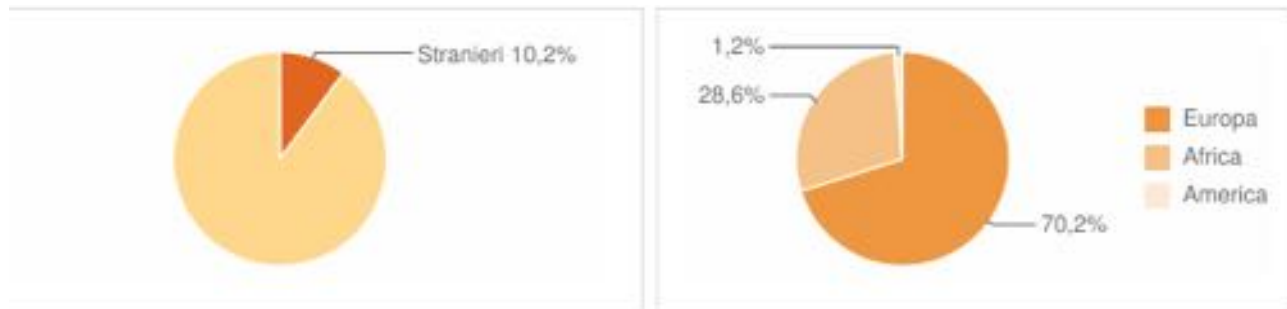 Stranieri 10,2%
1,2%
28,6%
70,2%
Europa
Africa
America